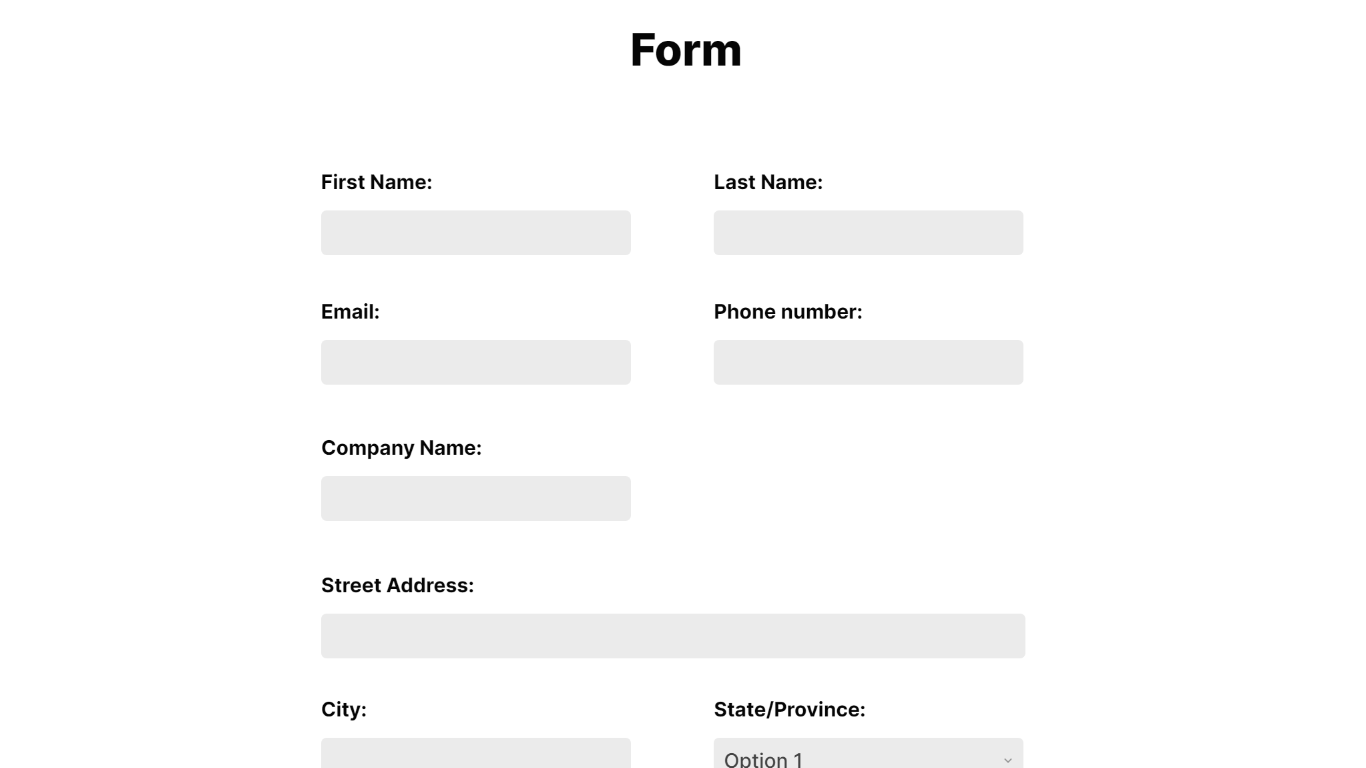 Form
First Name:
Last Name:
Email:
Phone number:
Company Name:
Street Address:
City:
State/Province:
Option 1